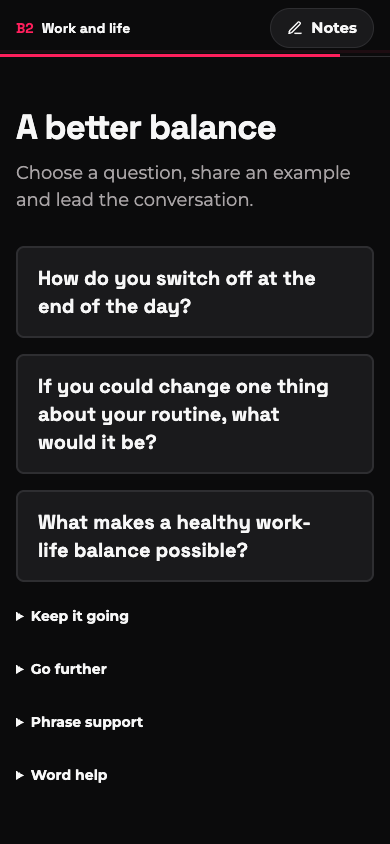 B2 Work and life
Notes
A better balance
Choose a question, share an example
and lead the conversation.
How do you switch off at the
end of the day?
If you could change one thing
about your routine, what
would it be?
What makes a healthy work-
life balance possible?
Keep it going
Go further
Phrase support
Word help